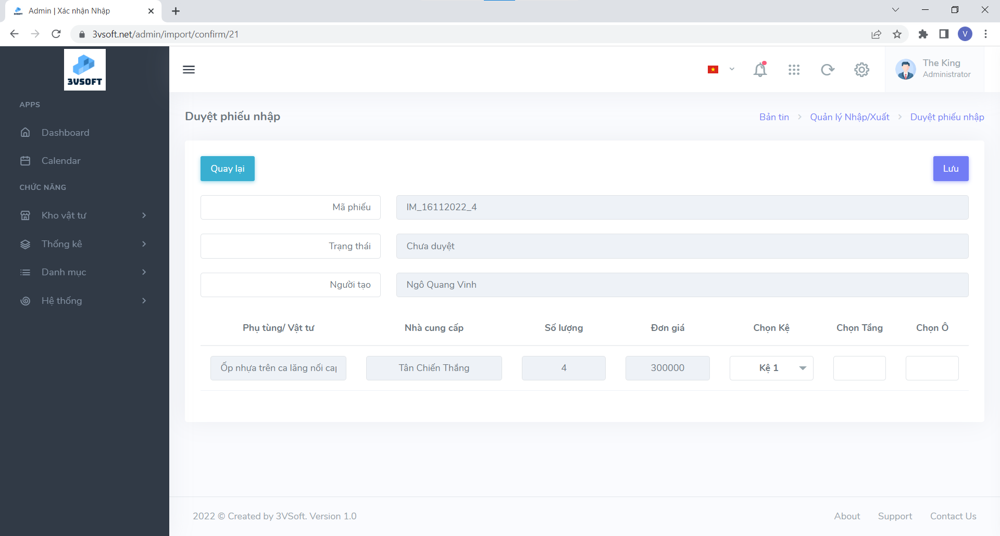 Admin | Xác nhận Nhập
3vsoft.net/admin/import/confirm/21
V
3VSOFT
The King
Administrator
APPS
Dashboard
Calendar
CHỨC NĂNG
Kho vật tư
Thống kê
Danh mục
Hệ thống
Duyệt phiếu nhập
Bản tin
Quản lý Nhập/Xuất
Duyệt phiếu nhập
Quay lại
Lưu
Mã phiếu
IM_16112022_4
Trạng thái
Chưa duyệt
Người tạo
Ngô Quang Vinh
Phụ tùng/ Vật tư
Nhà cung cấp
Số lượng
Đơn giá
Chọn Kệ
Chọn Tầng
Chọn Ô
Ốp nhựa trên ca lăng nối cap
Tân Chiến Thắng
4
300000
Kệ 1
2022 © Created by 3VSoft. Version 1.0
About
Support
Contact Us